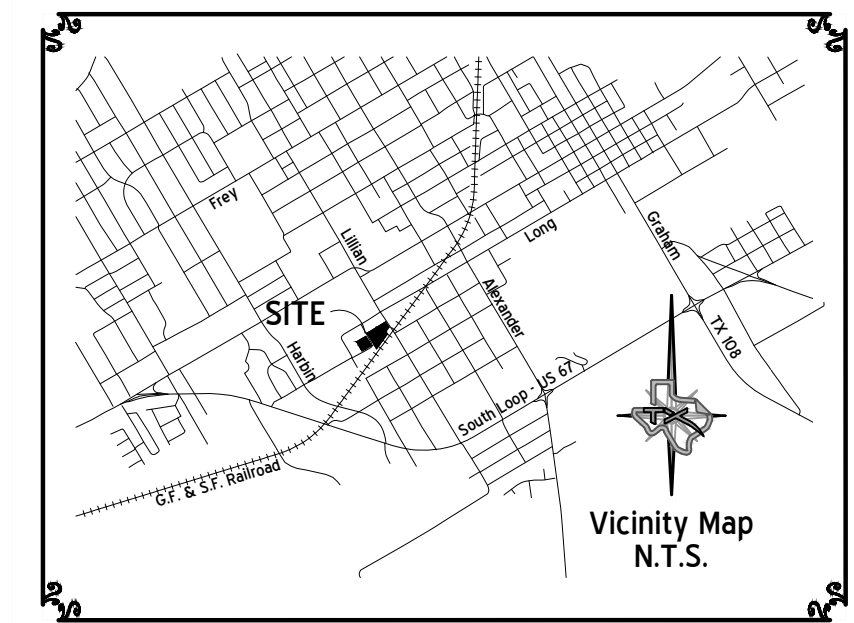 Frey
Lillian
Long
Graham
SITE
Alexander
Harbin
TX 108
South Loop - US 67
TX
G.F. & S.F. Railroad
Vicinity Map
N.T.S.